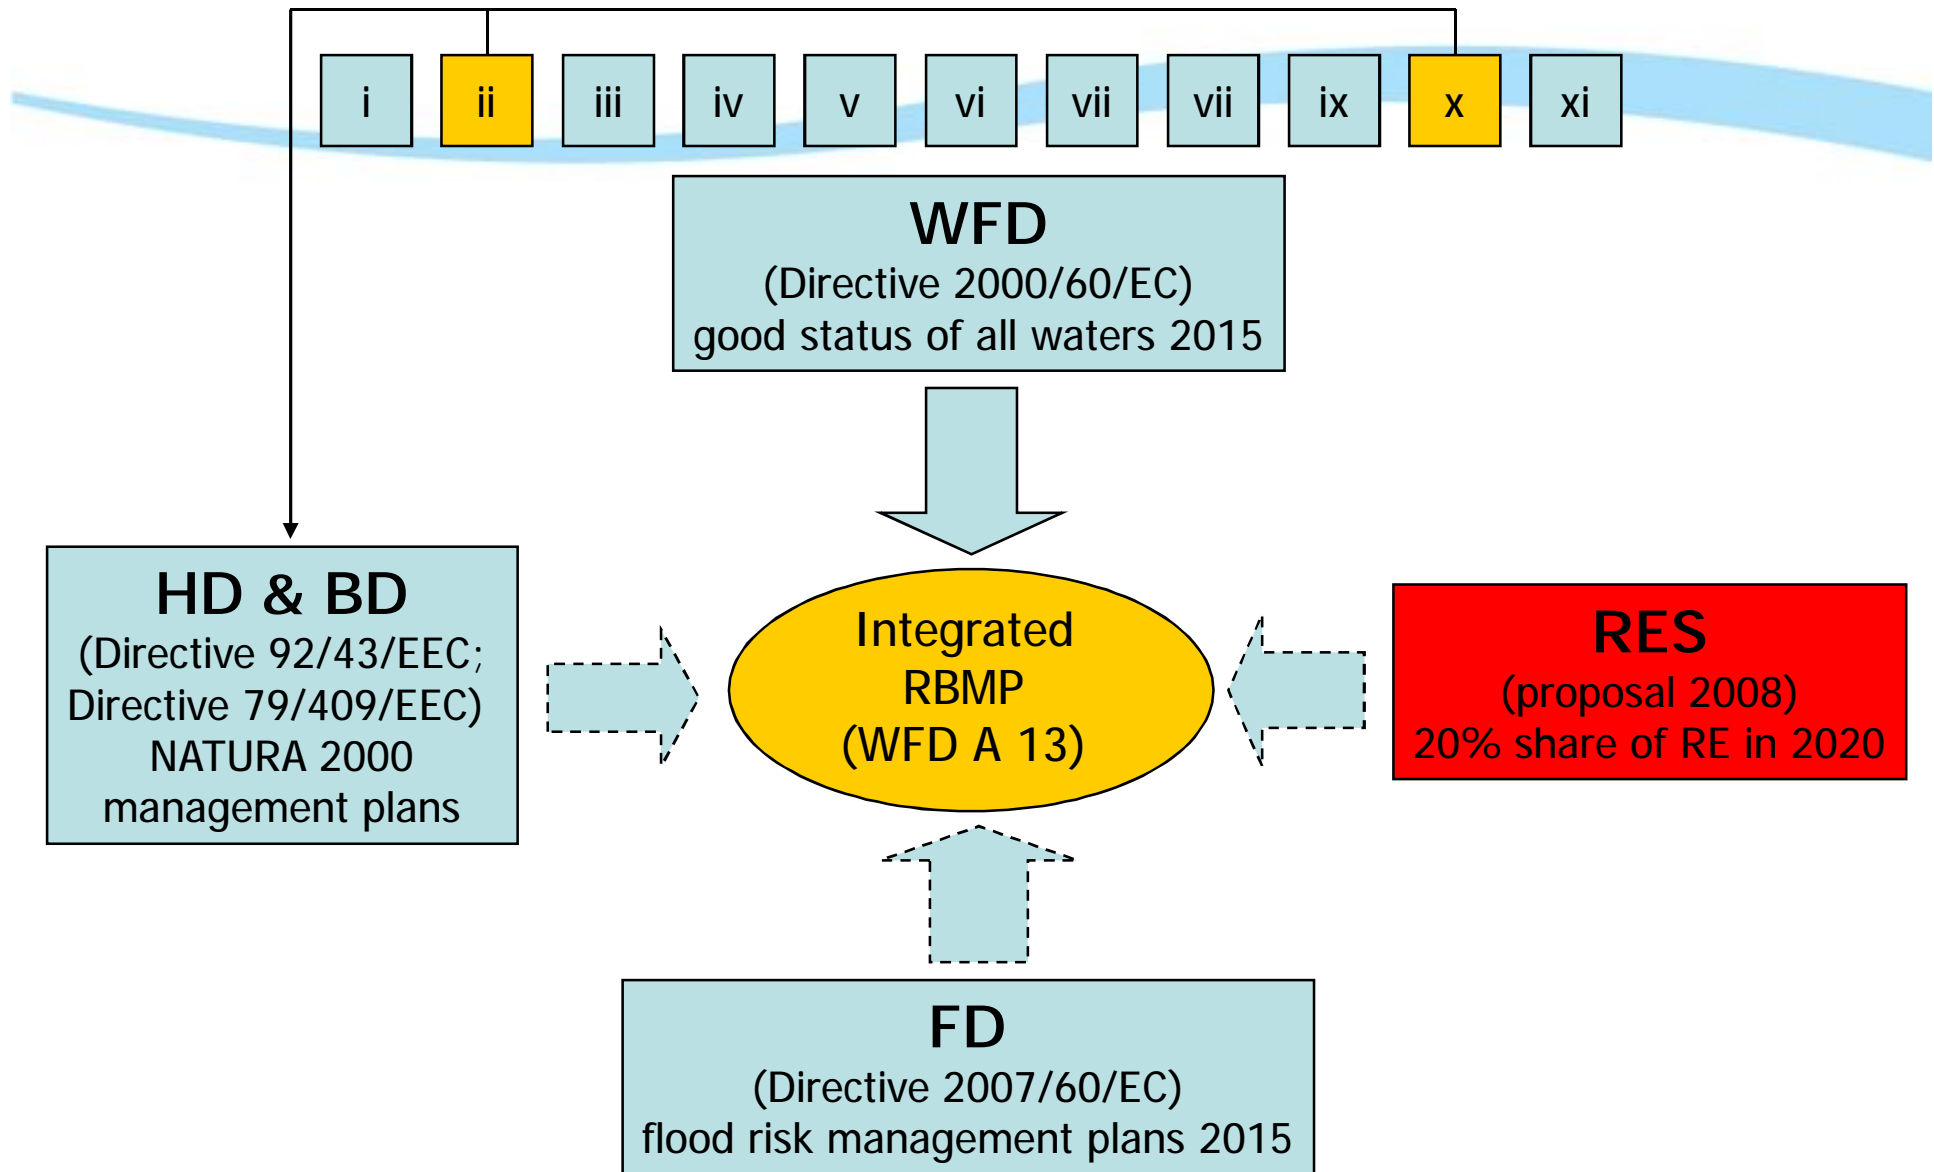 i ii iii iv v vi vii vii ix x xi
WFD
(Directive 2000/60/EC)
good status of all waters 2015
HD & BD
(Directive 92/43/EEC;
Directive 79/409/EEC)
NATURA 2000
management plans
Integrated
RBMP
(WFD A 13)
RES
(proposal 2008)
20% share of RE in 2020
FD
(Directive 2007/60/EC)
flood risk management plans 2015